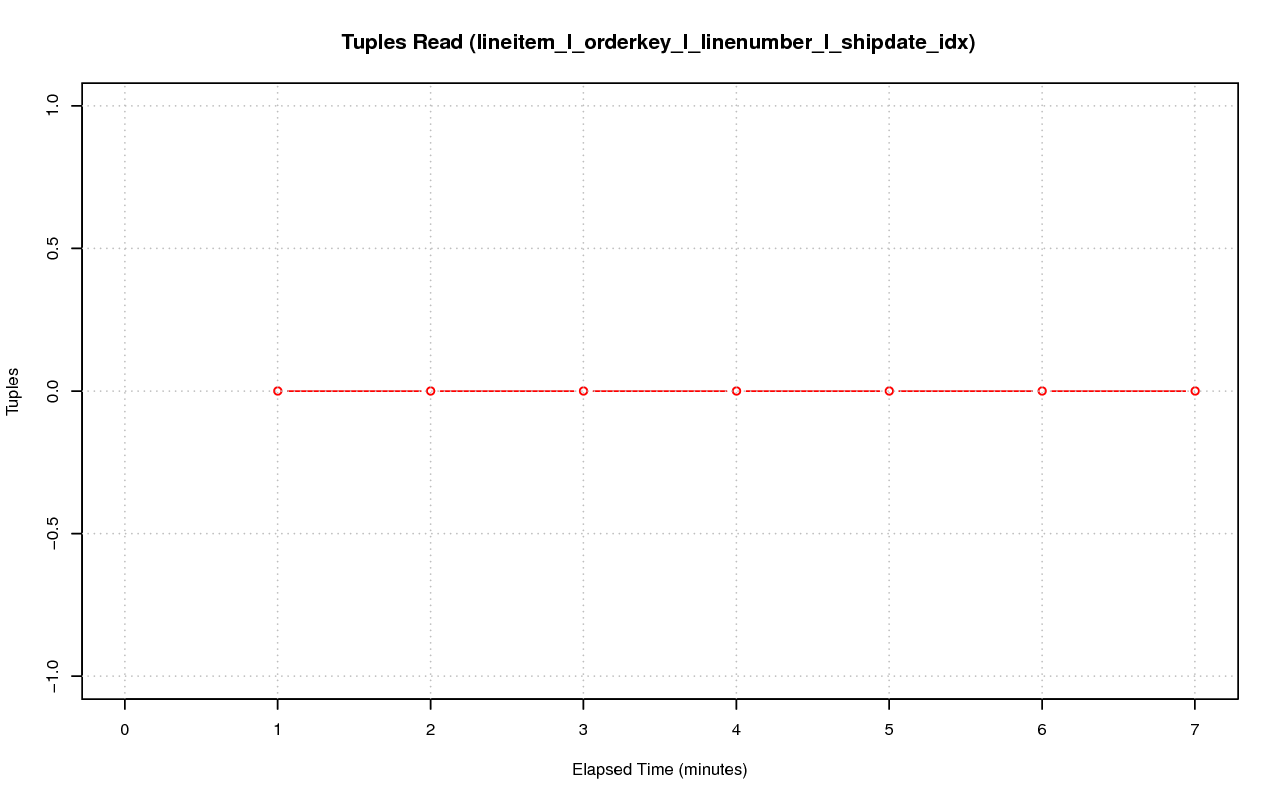 Tuples Read (lineitem_l_orderkey_l_linenumber_l_shipdate_idx)
1.0
0.5
0.0
−0.5
−1.0
Tuples
0 1 2 3 4 5 6 7
Elapsed Time (minutes)